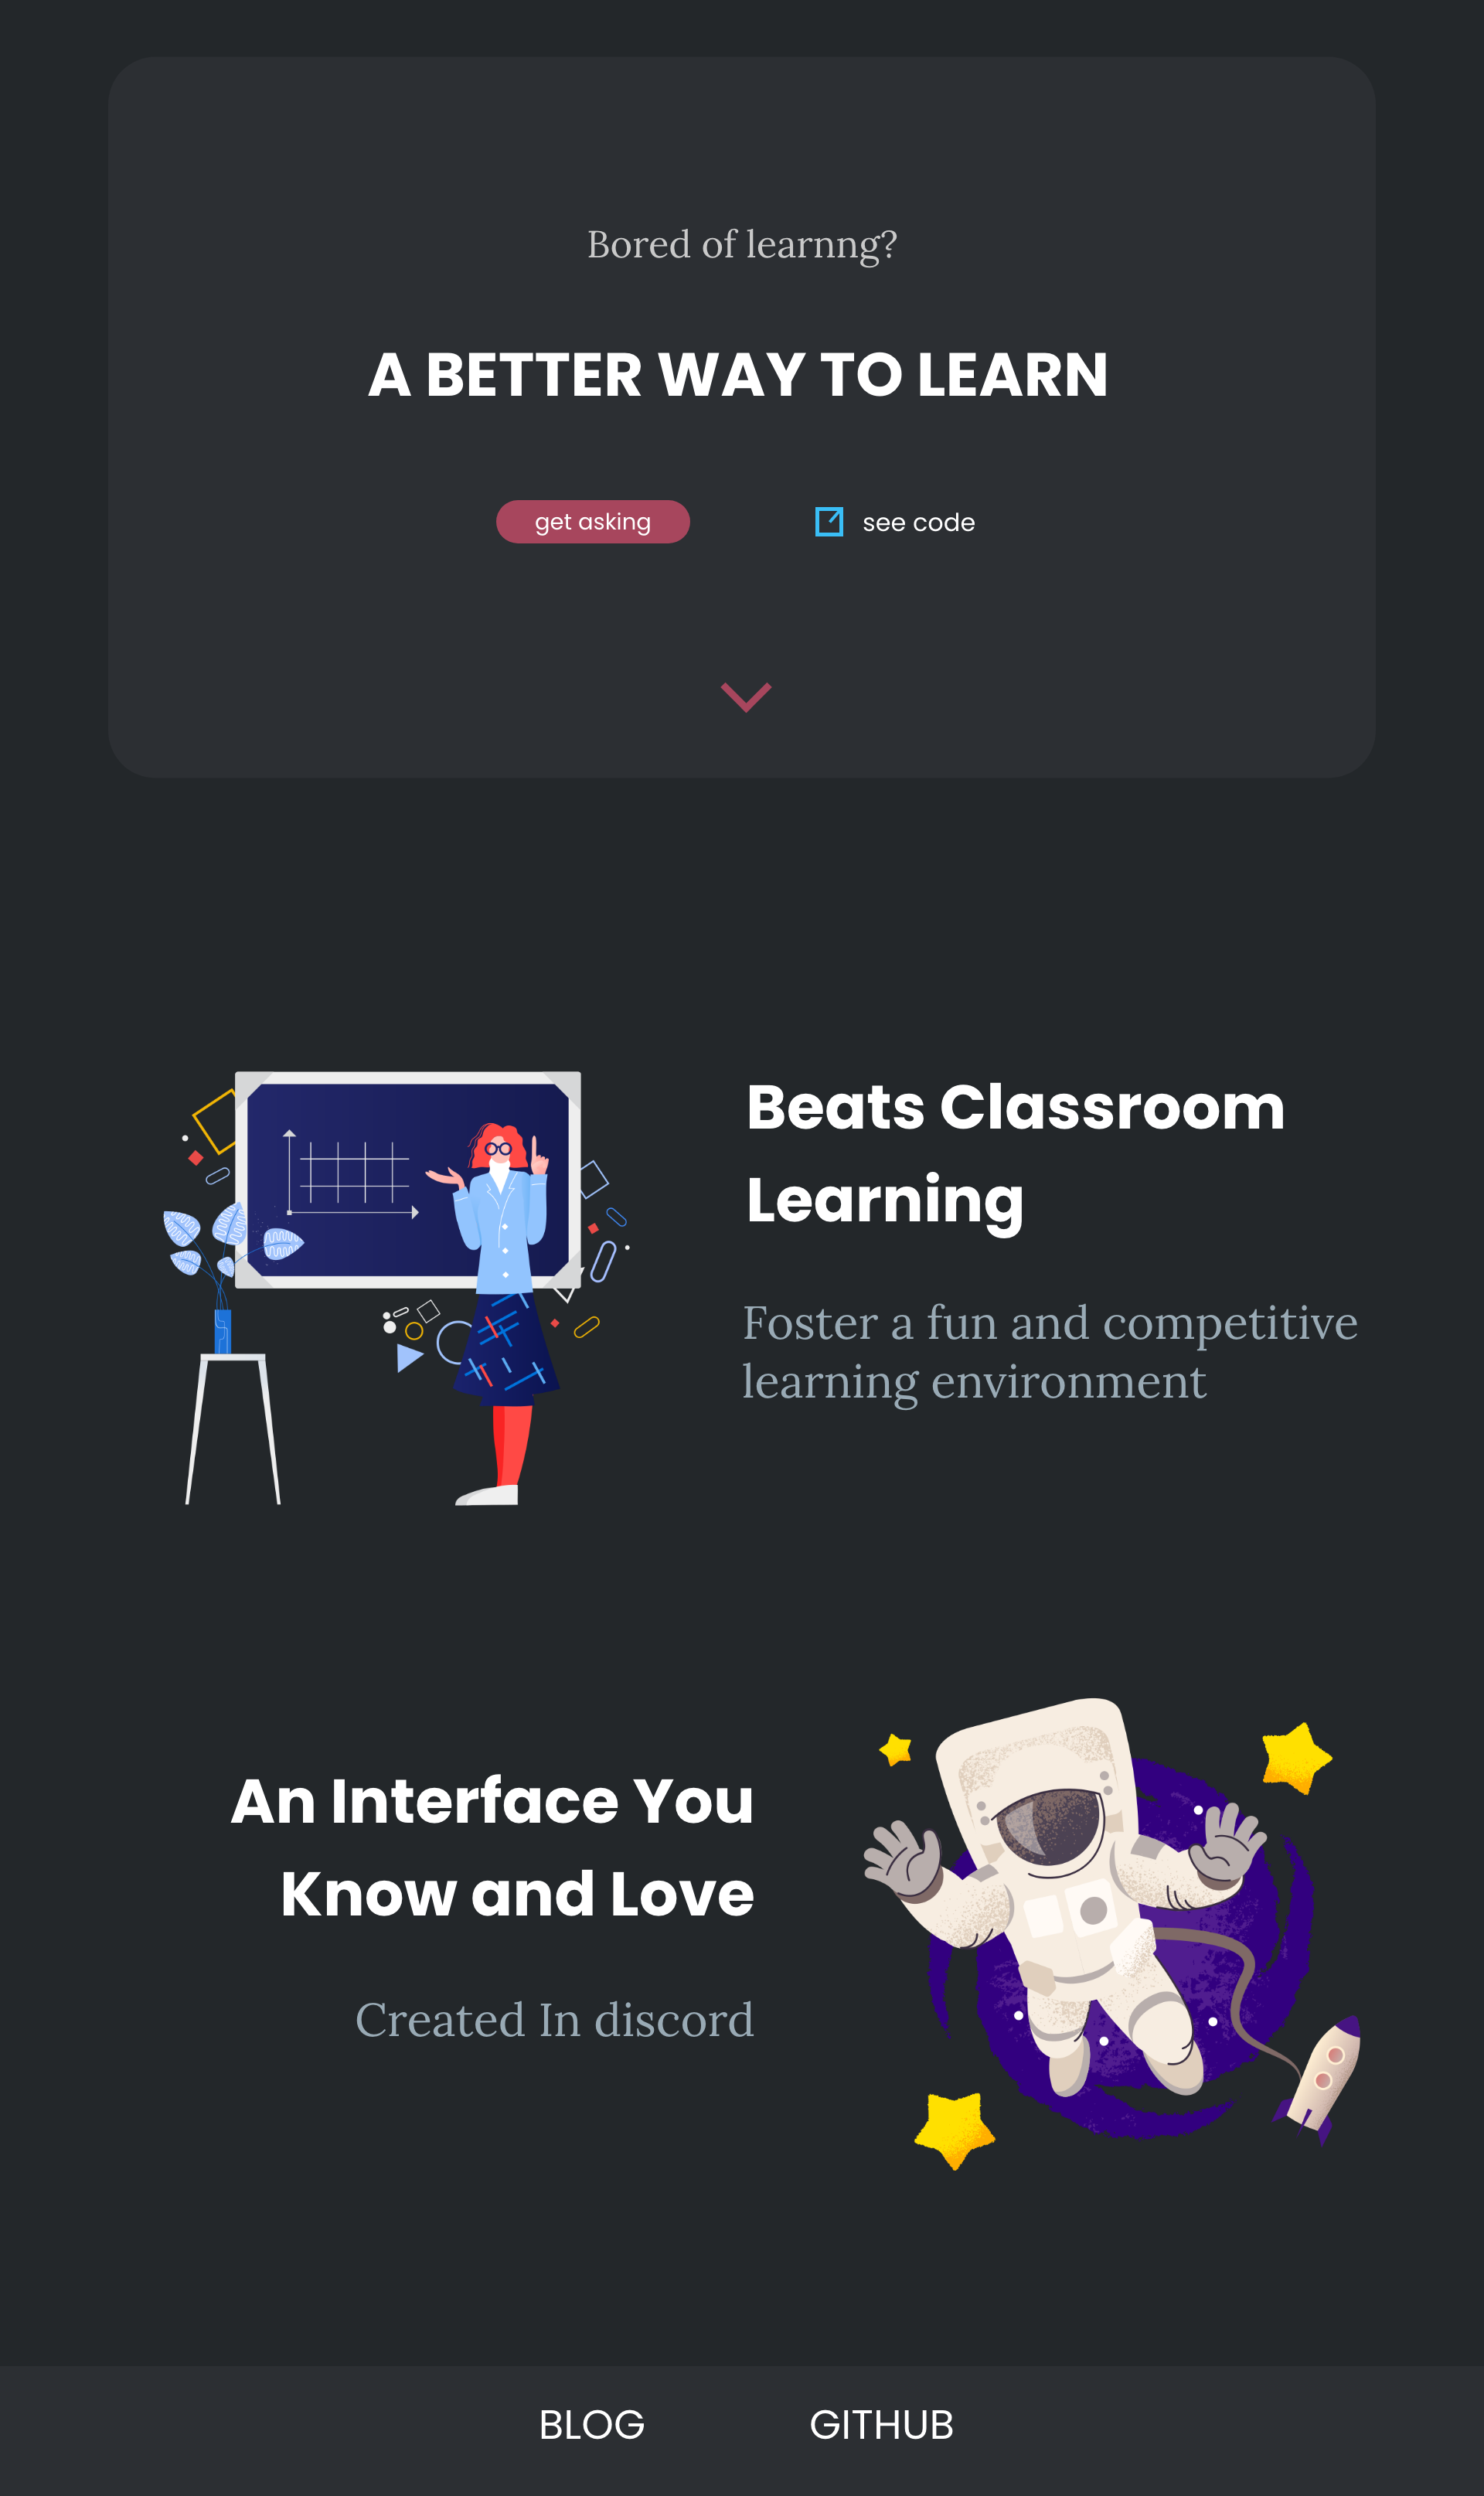 Bored of learnng?
A BETTER WAY TO LEARN
get asking
see code
Beats Classroom
Learning
Foster a fun and competitive
learning environment
An Interface You
Know and Love
Created In discord
BLOG
GITHUB